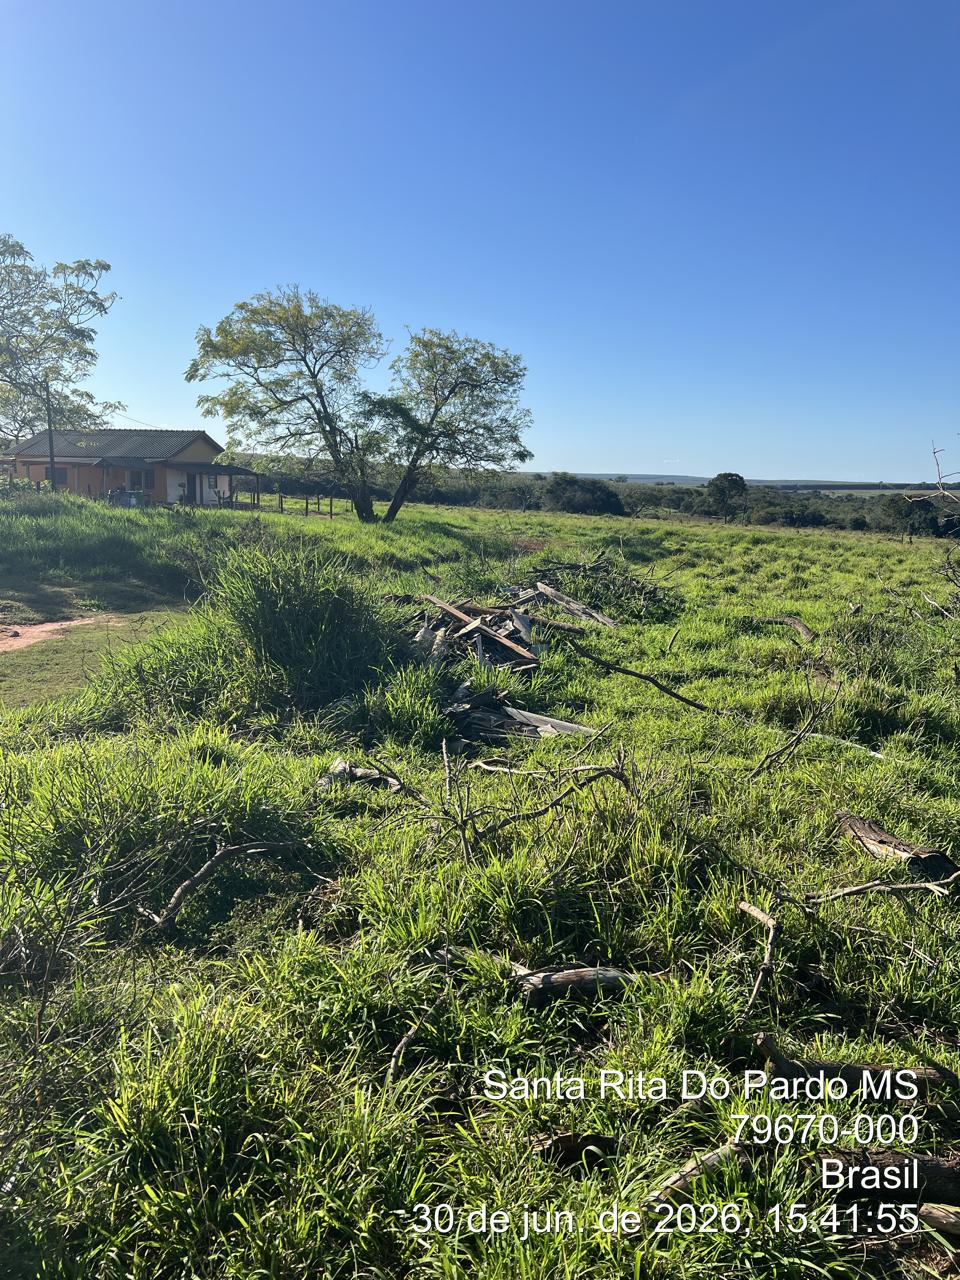 Santa Rita Do Pardo MS
79670-000
Brasil
30 de jun. de 2026, 15:41:55